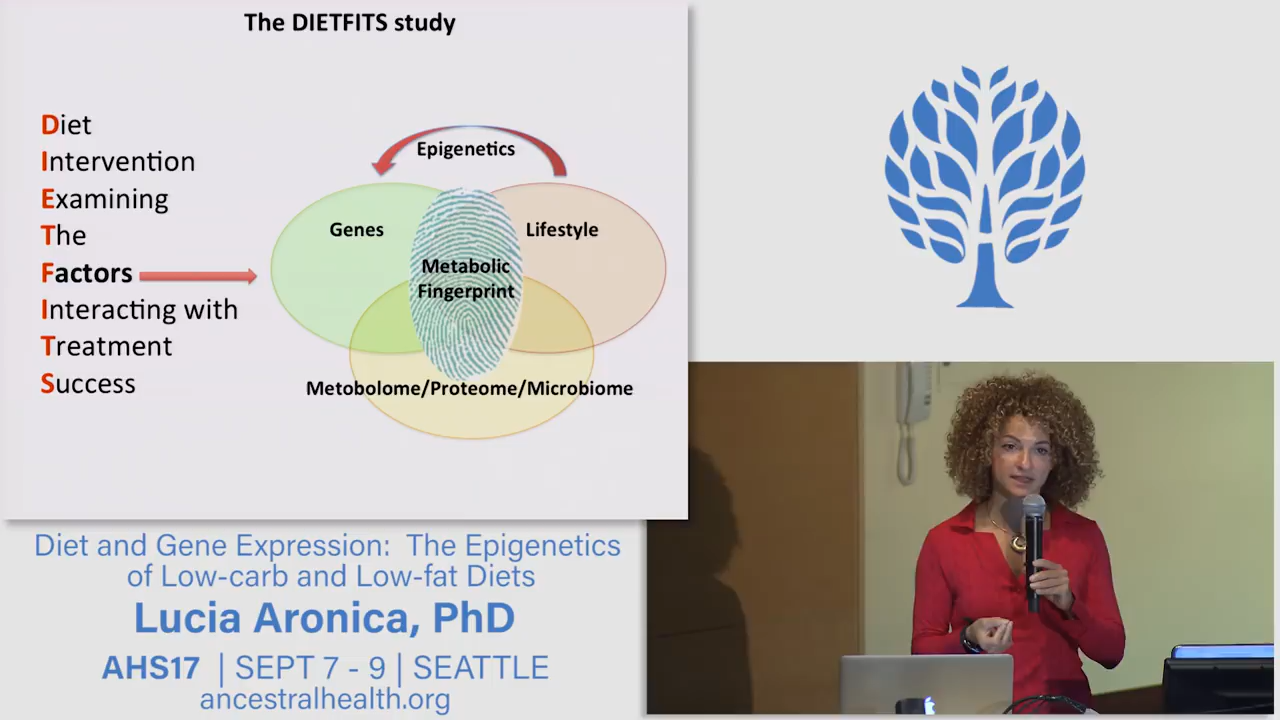 The DIETFITS study
Diet
Intervention
Examining
The
Factors
Interacting with
Treatment
Success
Epigenetics
Genes
Lifestyle
Metabolic
Fingerprint
Metobolome/Proteome/Microbiome
Diet and Gene Expression: The Epigenetics
of Low-carb and Low-fat Diets
Lucia Aronica, PhD
AHS17 | SEPT 7 - 9 | SEATTLE
ancestralhealth.org